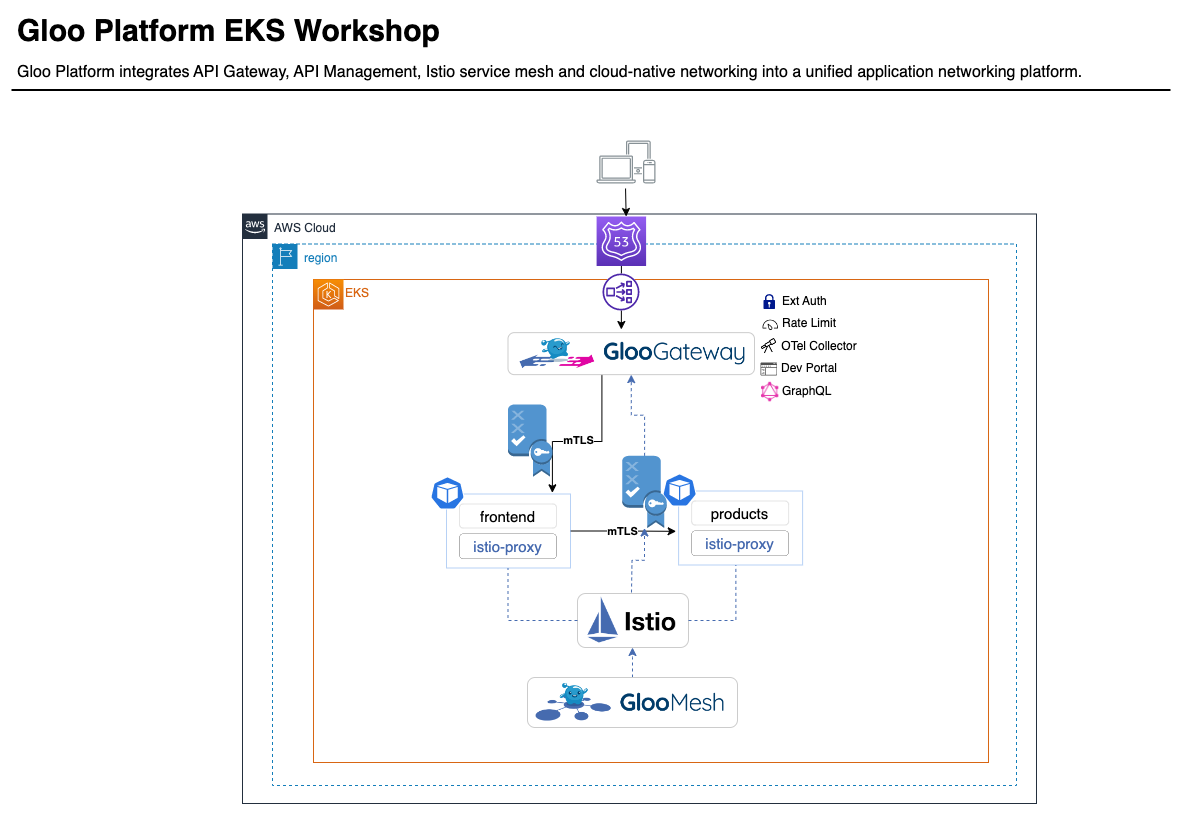 Gloo Platform EKS Workshop
Gloo Platform integrates API Gateway, API Management, Istio service mesh and cloud-native networking into a unified application networking platform.
aws
AWS Cloud
53
region
EKS
Ext Auth
Rate Limit
OTel Collector
Dev Portal
GraphQL
GlooGateway
mTLS
frontend
istio-proxy
mTLS
products
istio-proxy
Istio
GlooMesh